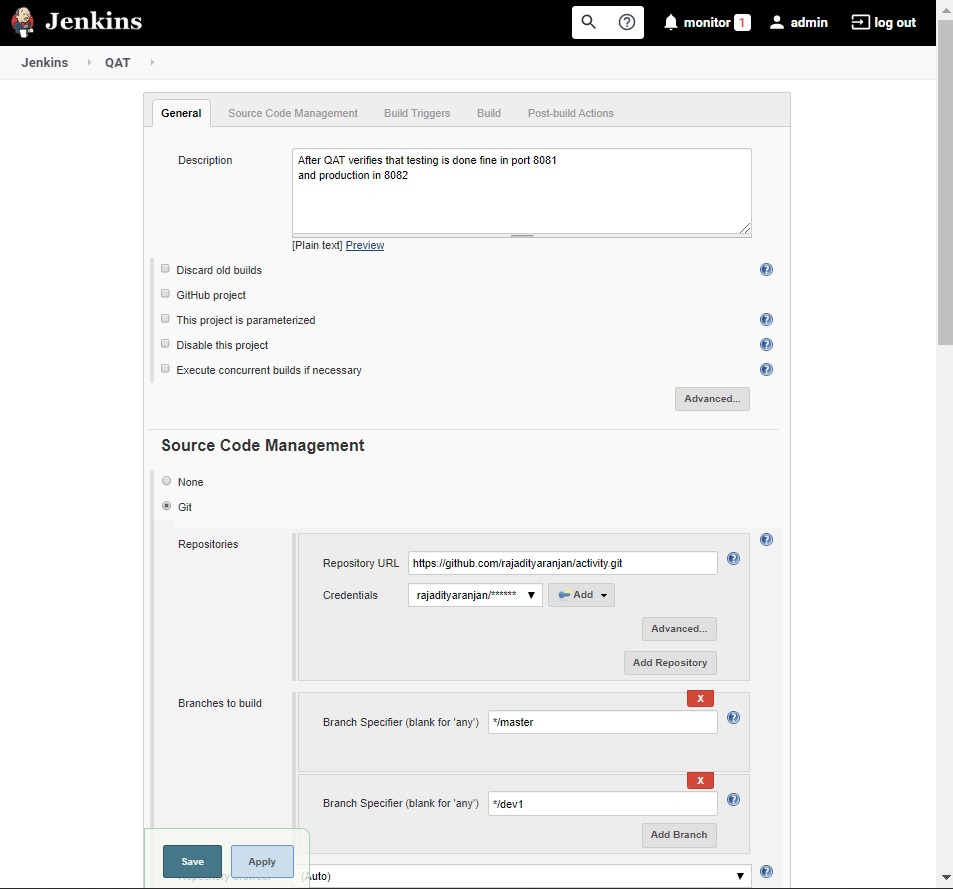 Jenkins
monitor 1
admin
log out
Jenkins
QAT
General
Source Code Management
Build Triggers
Build
Post-build Actions
Description
After QAT verifies that testing is done fine in port 8081
and production in 8082
[Plain text] Preview
Discard old builds
GitHub project
This project is parameterized
Disable this project
Execute concurrent builds if necessary
Advanced...
Source Code Management
None
Git
Repositories
Repository URL
https://github.com/rajadityaranjan/activity.git
Credentials
rajadityaranjan/******
Add
Advanced...
Add Repository
Branches to build
X
Branch Specifier (blank for 'any')
*/master
X
Branch Specifier (blank for 'any')
*/dev1
Add Branch
Save
Apply
Repository browser
(Auto)